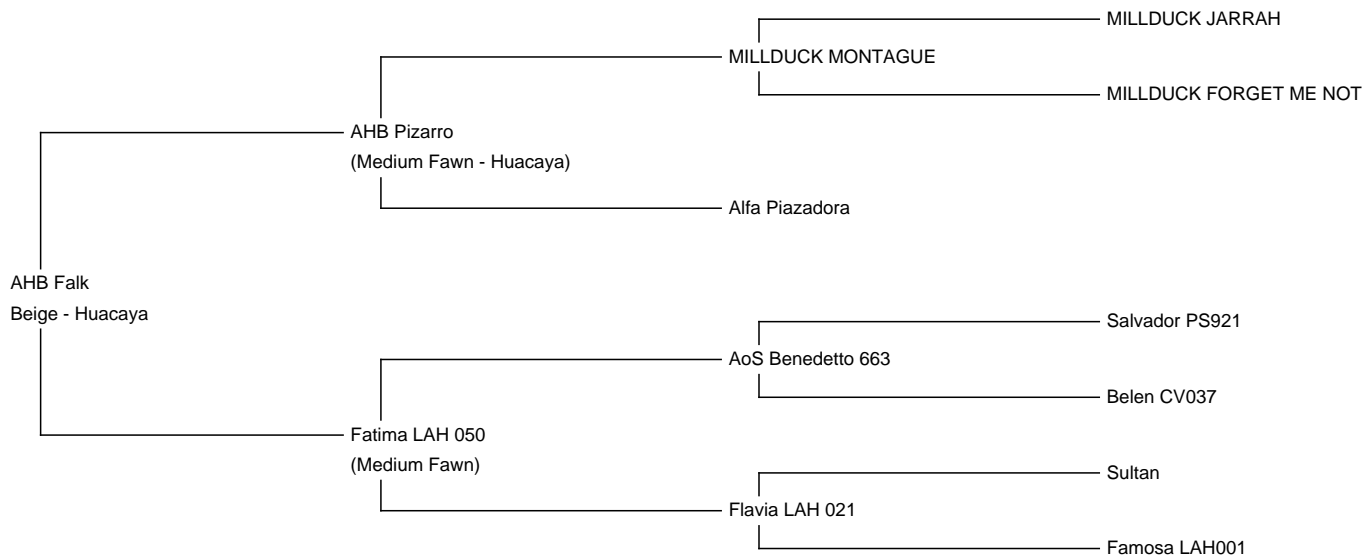 MILLDUCK JARRAH
MILLDUCK MONTAGUE
MILLDUCK FORGET ME NOT
AHB Pizarro
(Medium Fawn - Huacaya)
Alfa Piazadora
AHB Falk
Beige - Huacaya
Salvador PS921
AoS Benedetto 663
Belen CV037
Fatima LAH 050
(Medium Fawn)
Sultan
Flavia LAH 021
Famosa LAH001